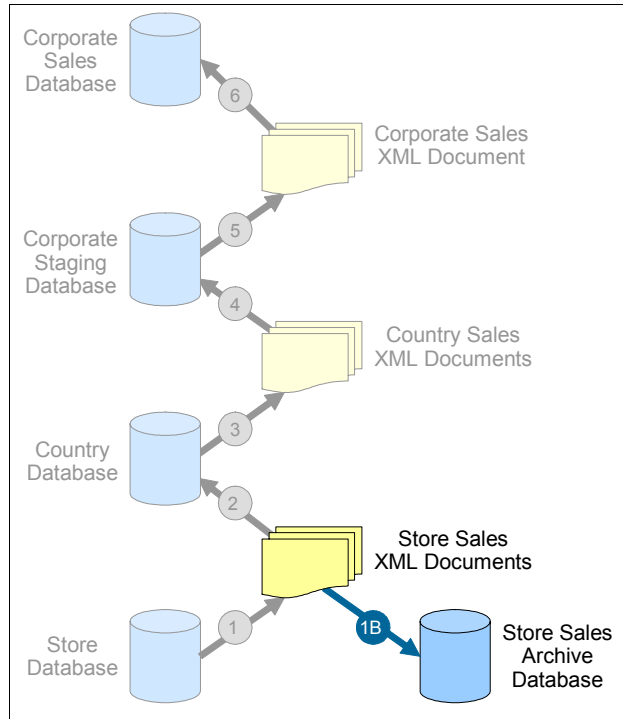 Corporate
Sales
Database
6
Corporate Sales
XML Document
5
Corporate
Staging
Database
4
Country Sales
XML Documents
3
Country
Database
2
Store Sales
XML Documents
1
1B
Store
Database
Store Sales
Archive
Database